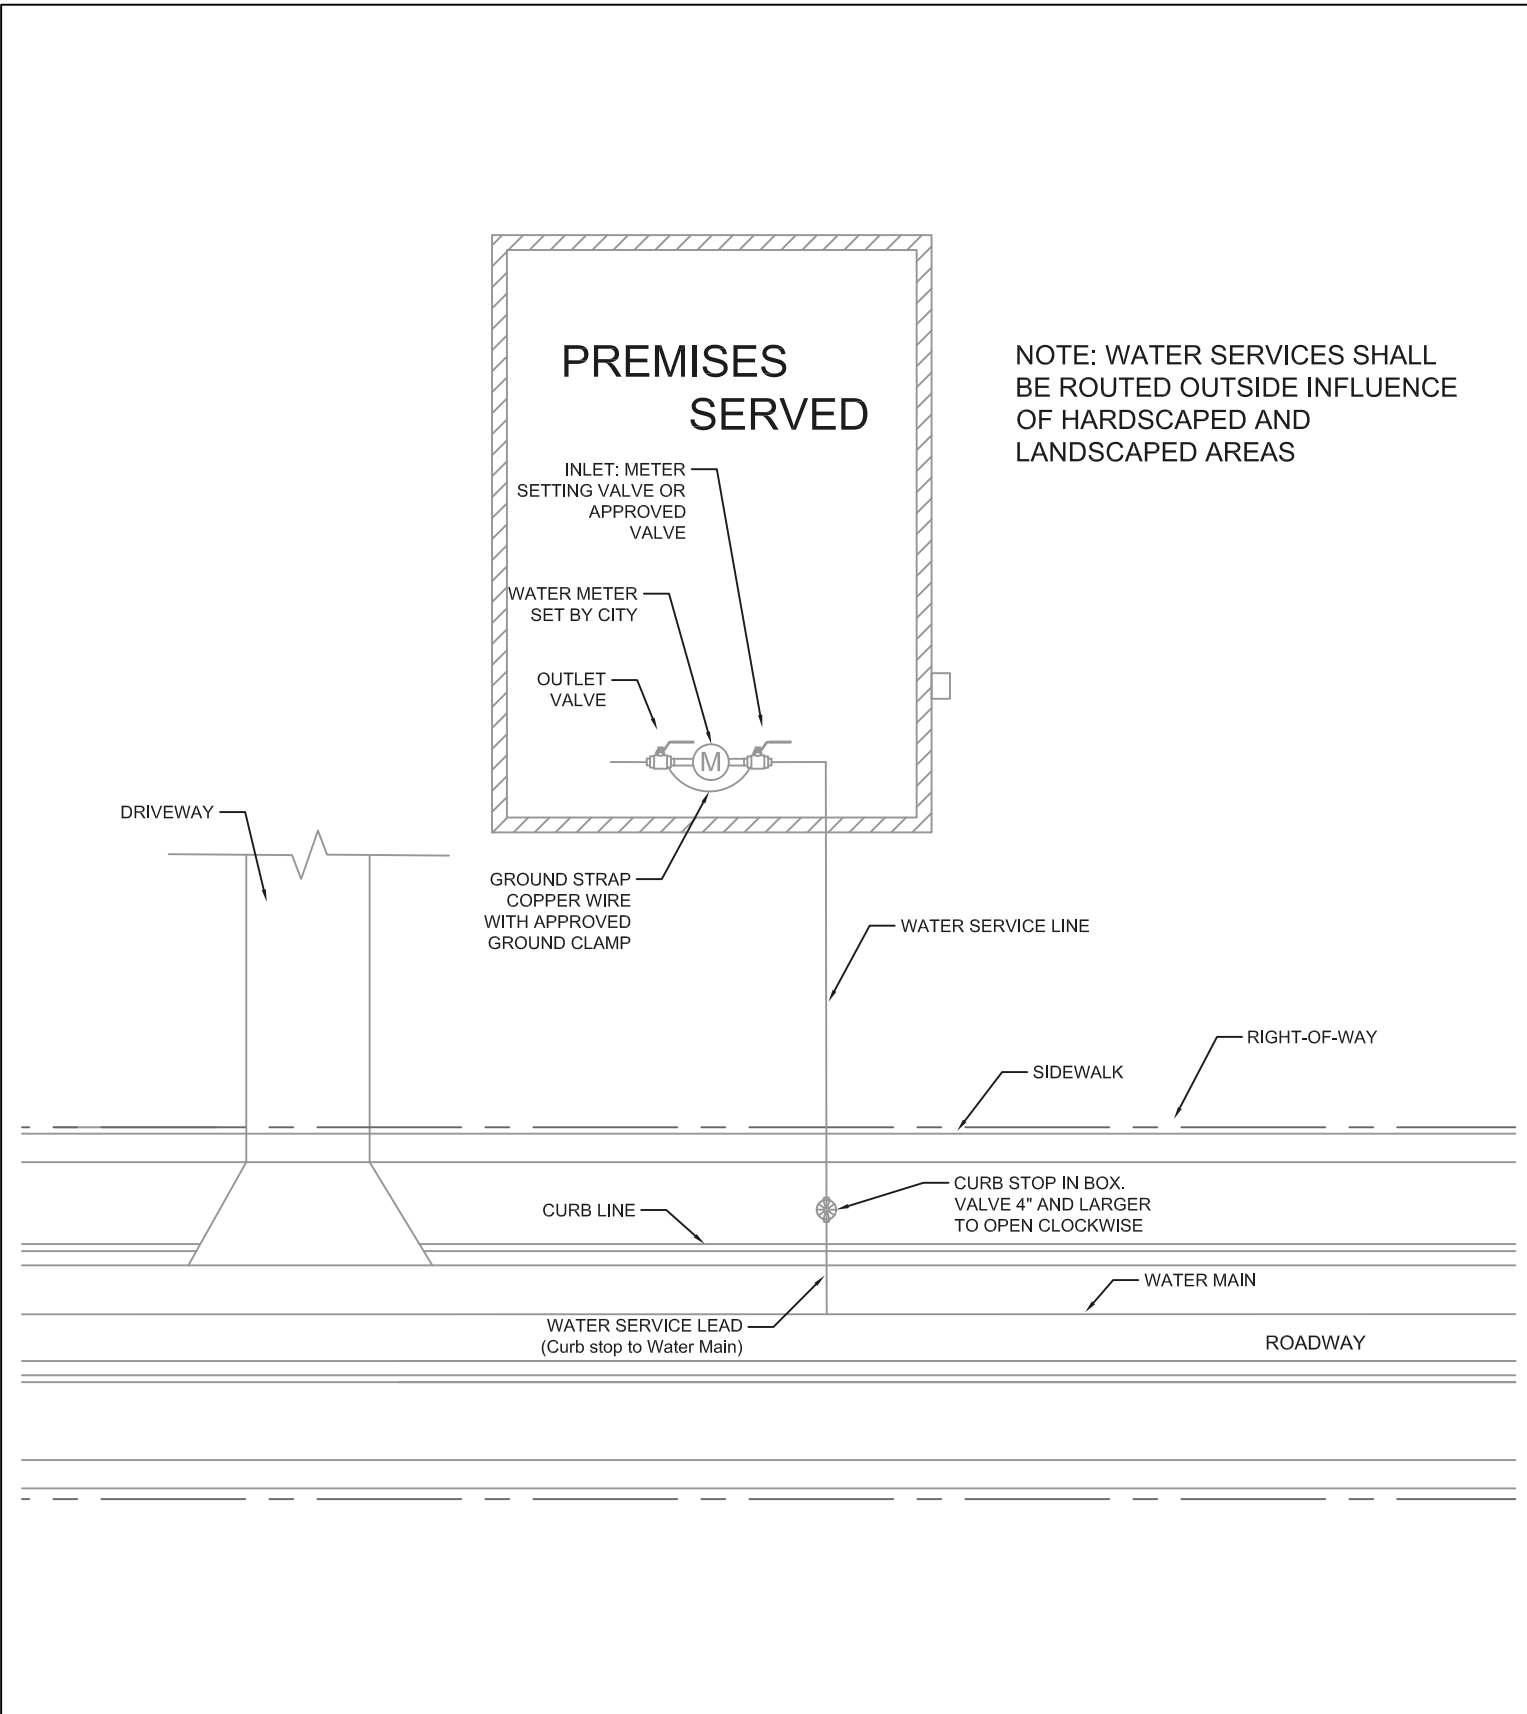 PREMISES
SERVED
NOTE: WATER SERVICES SHALL
BE ROUTED OUTSIDE INFLUENCE
OF HARDSCAPED AND
LANDSCAPED AREAS
INLET: METER
SETTING VALVE OR
APPROVED
VALVE
WATER METER
SET BY CITY
OUTLET
VALVE
M
DRIVEWAY
GROUND STRAP
COPPER WIRE
WITH APPROVED
GROUND CLAMP
WATER SERVICE LINE
RIGHT-OF-WAY
SIDEWALK
CURB STOP IN BOX.
VALVE 4" AND LARGER
TO OPEN CLOCKWISE
CURB LINE
WATER MAIN
WATER SERVICE LEAD
(Curb stop to Water Main)
ROADWAY